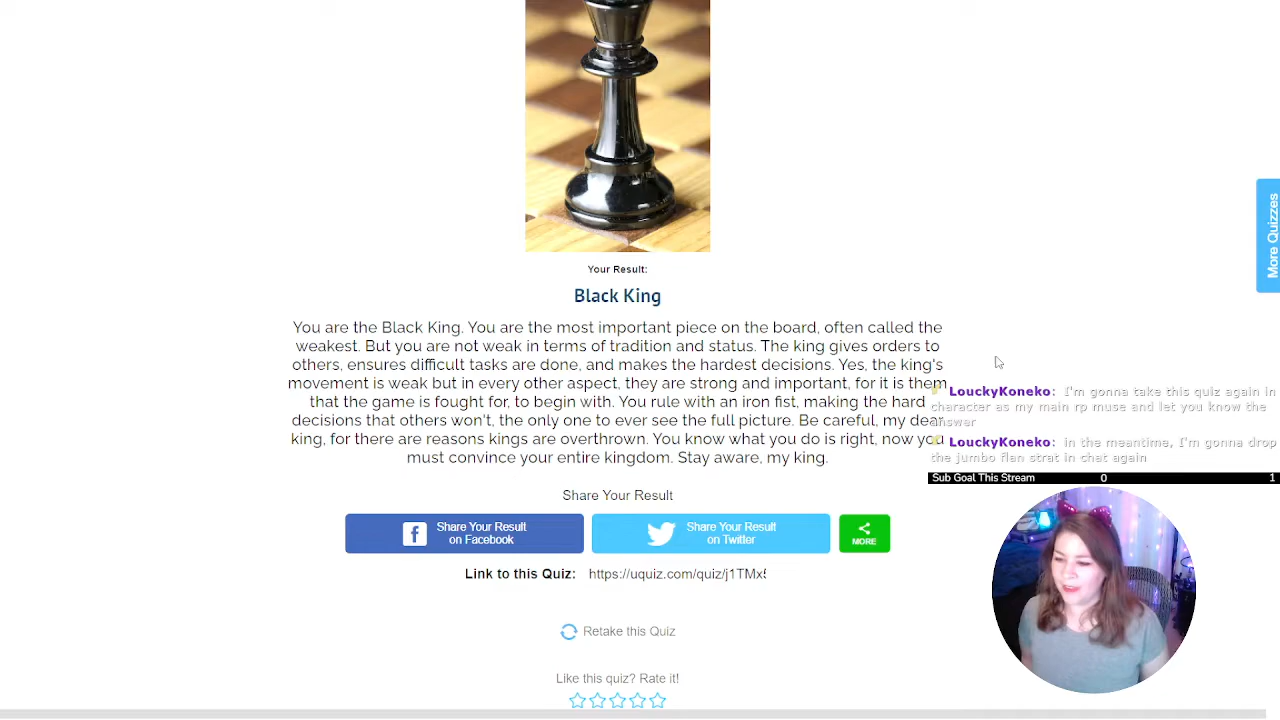 Your Result:
Black King
You are the Black King. You are the most important piece on the board, often called the
weakest. But you are not weak in terms of tradition and status. The king gives orders to
others, ensures difficult tasks are done, and makes the hardest decisions. Yes, the king's
movement is weak but in every other aspect, they are strong and important, for it is them
that the game is fought for, to begin with. You rule with an iron fist, making the hard
decisions that others won't, the only one to ever see the full picture. Be careful, my dear
king, for there are reasons kings are overthrown. You know what you do is right, now you
must convince your entire kingdom. Stay aware, my king.
Share Your Result
Share Your Result
on Facebook
Share Your Result
on Twitter
MORE
Link to this Quiz: https://uquiz.com/quiz/j1TMx5
Retake this Quiz
Like this quiz? Rate it!
More Quizzes
LouckyKoneko: I'm gonna take this quiz again in
character as my main rp muse and let you know the
answer
LouckyKoneko: in the meantime, I'm gonna drop
the jumbo flan strat in chat again
Sub Goal This Stream 0 1